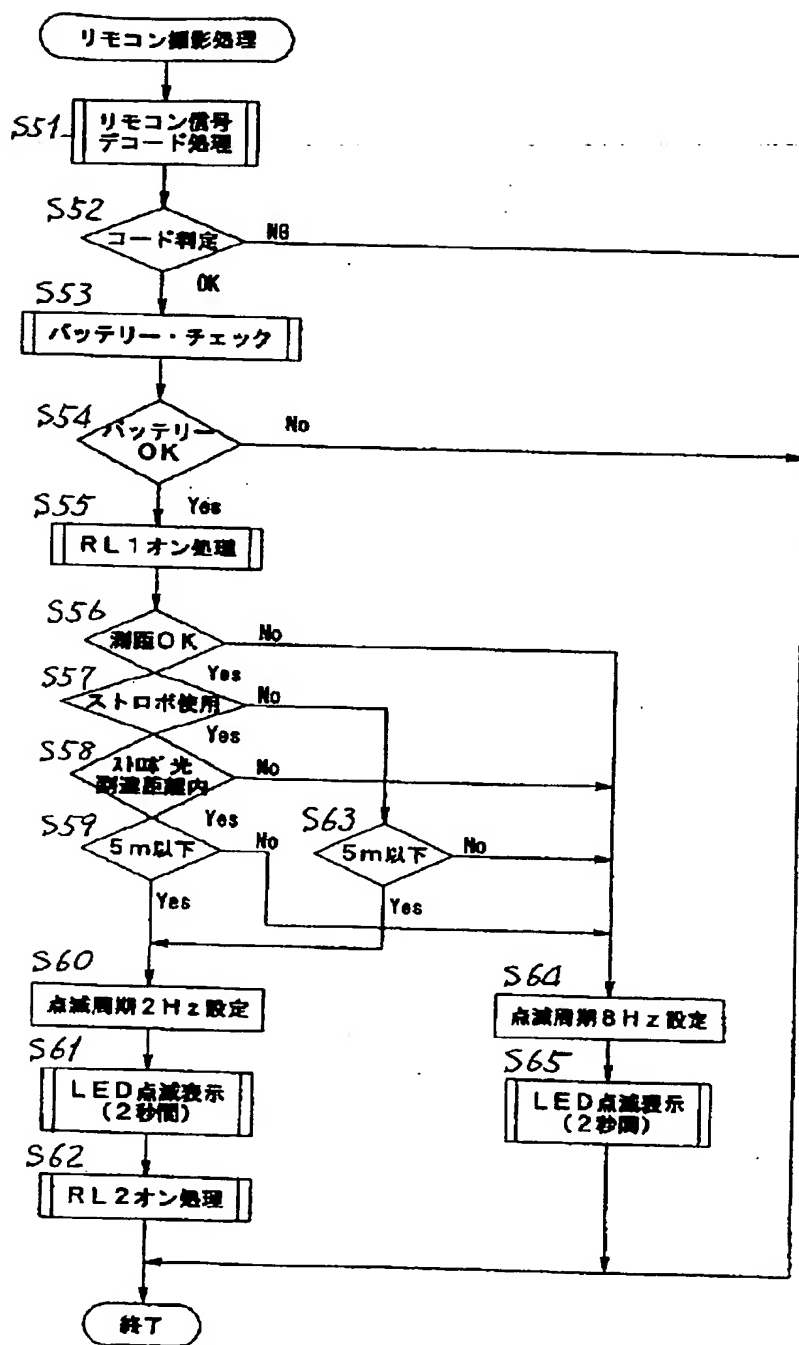 リモコン撮影処理
S51
リモコン信号
デコード処理
S52
コード判定
NG
OK
S53
バッテリー・チェック
S54
バッテリー
OK
No
Yes
S55
RL1オン処理
S56
測距OK
No
Yes
S57
ストロボ使用
No
Yes
S58
ストロボ光
到達距離内
No
Yes
S59
5m以下
No
Yes
S63
5m以下
No
Yes
S60
点滅周期2Hz設定
S61
LED点滅表示
(2秒間)
S62
RL2オン処理
S64
点滅周期8Hz設定
S65
LED点滅表示
(2秒間)
終了